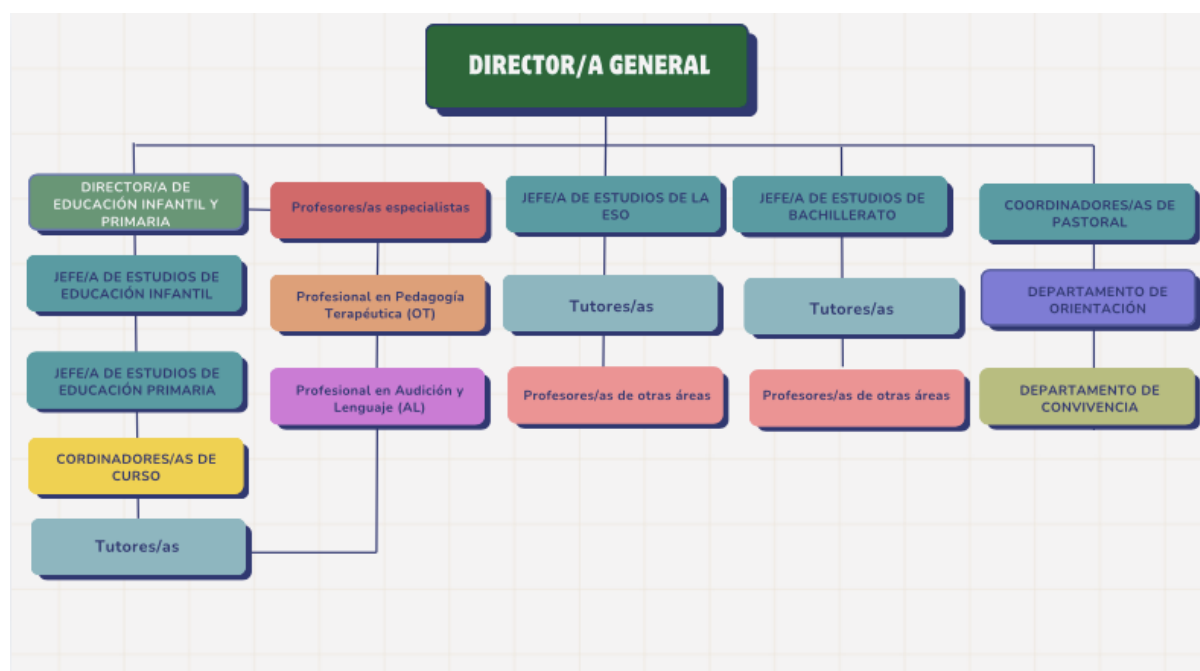 DIRECTOR/A GENERAL
DIRECTOR/A DE
EDUCACIÓN INFANTIL Y
PRIMARIA
JEFE/A DE ESTUDIOS DE
EDUCACIÓN INFANTIL
JEFE/A DE ESTUDIOS DE
EDUCACIÓN PRIMARIA
CORDINADORES/AS DE
CURSO
Tutores/as
Profesores/as especialistas
Profesional en Pedagogía
Terapéutica (OT)
Profesional en Audición y
Lenguaje (AL)
JEFE/A DE ESTUDIOS DE LA
ESO
Tutores/as
Profesores/as de otras áreas
JEFE/A DE ESTUDIOS DE
BACHILLERATO
Tutores/as
Profesores/as de otras áreas
COORDINADORES/AS DE
PASTORAL
DEPARTAMENTO DE
ORIENTACIÓN
DEPARTAMENTO DE
CONVIVENCIA